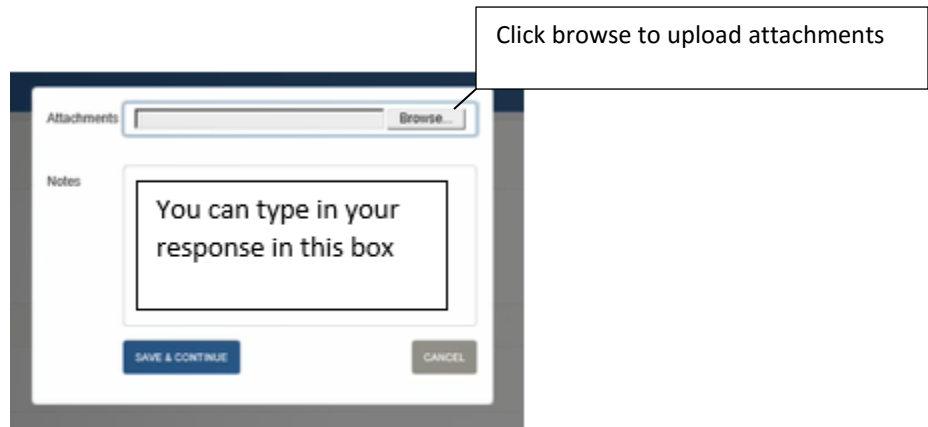 Click browse to upload attachments
Attachments
Browse...
Notes
You can type in your
response in this box
SAVE & CONTINUE
CANCEL